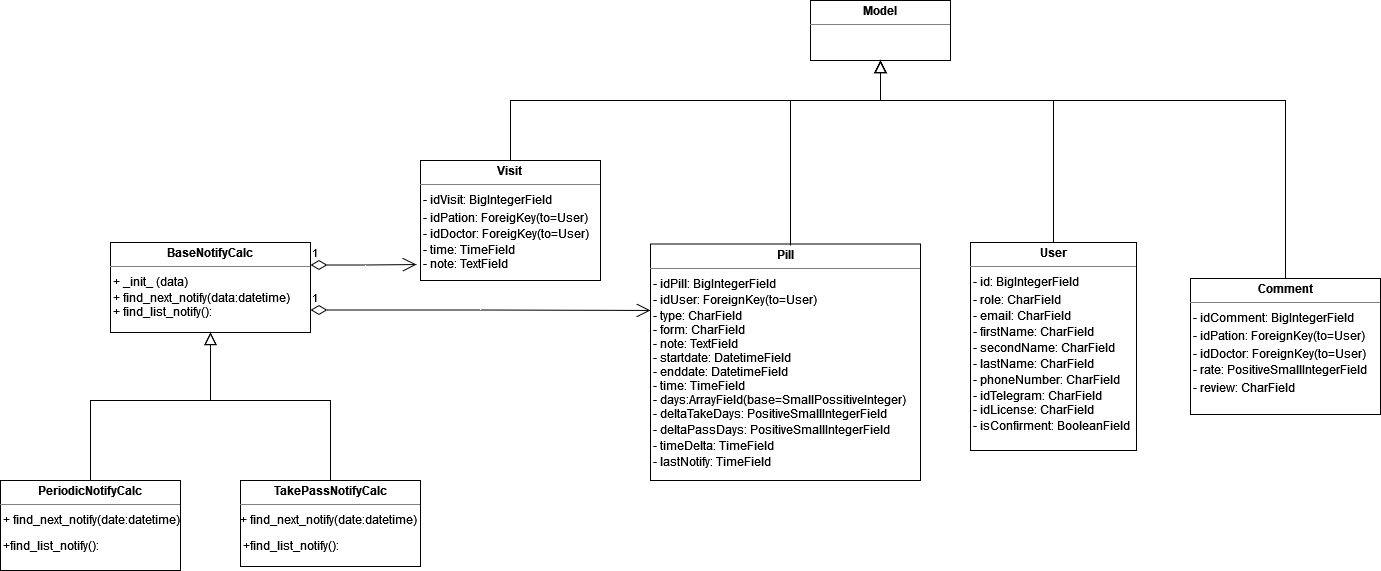 Model
Visit
- idVisit: BigIntegerField
- idPation: ForeigKey(to=User)
- idDoctor: ForeigKey(to=User)
- time: TimeField
- note: TextField
BaseNotifyCalc
+ _init_ (data)
+ find_next_notify(data:datetime)
+ find_list_notify():
1
1
Pill
- idPill: BigIntegerField
- idUser: ForeignKey(to=User)
- type: CharField
- form: CharField
- note: TextField
- startdate: DatetimeField
- enddate: DatetimeField
- time: TimeField
- days:ArrayField(base=SmallPossitiveInteger)
- deltaTakeDays: PositiveSmallIntegerField
- deltaPassDays: PositiveSmallIntegerField
- timeDelta: TimeField
- lastNotify: TimeField
User
- id: BigIntegerField
- role: CharField
- email: CharField
- firstName: CharField
- secondName: CharField
- lastName: CharField
- phoneNumber: CharField
- idTelegram: CharField
- idLicense: CharField
- isConfirment: BooleanField
Comment
- idComment: BigIntegerField
- idPation: ForeignKey(to=User)
- idDoctor: ForeignKey(to=User)
- rate: PositiveSmallIntegerField
- review: CharField
PeriodicNotifyCalc
+ find_next_notify(date:datetime)
+find_list_notify():
TakePassNotifyCalc
+ find_next_notify(date:datetime)
+find_list_notify():